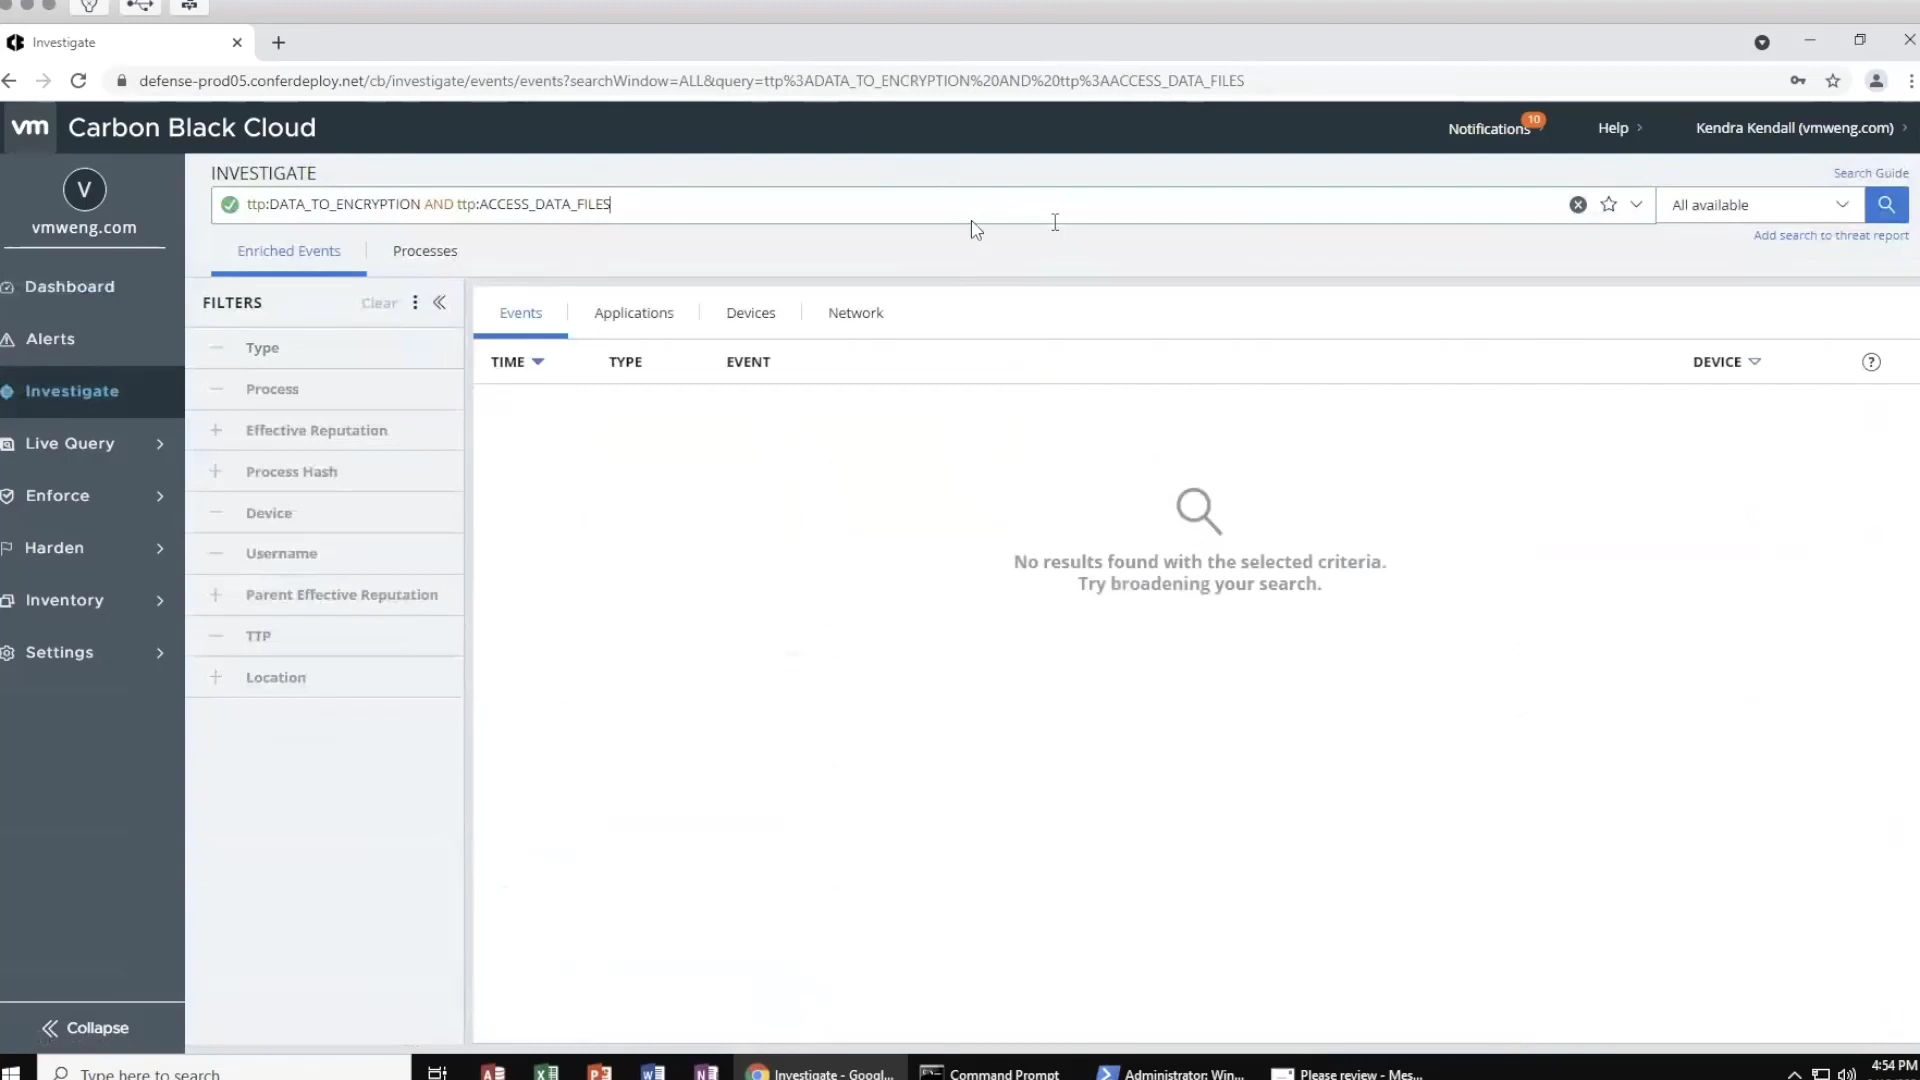 Investigate
defense-prod05.conferdeploy.net/cb/investigate/events/events?searchWindow=ALL&query=ttp%3ADATA_TO_ENCRYPTION%20AND%20ttp%3AACCESS_DATA_FILES
vm Carbon Black Cloud
Notifications 10
Help
Kendra Kendall (vmweng.com)
V
vmweng.com
Dashboard
Alerts
Investigate
Live Query
Enforce
Harden
Inventory
Settings
Collapse
INVESTIGATE
Search Guide
ttp:DATA_TO_ENCRYPTION AND ttp:ACCESS_DATA_FILES
All available
Add search to threat report
Enriched Events
Processes
FILTERS
Clear
Type
Process
Effective Reputation
Process Hash
Device
Username
Parent Effective Reputation
TTP
Location
Events
Applications
Devices
Network
TIME
TYPE
EVENT
DEVICE
?
No results found with the selected criteria.
Try broadening your search.
Type here to search
Investigate - Googl...
Command Prompt
Administrator: Win...
Please review - Mes...
4:54 PM